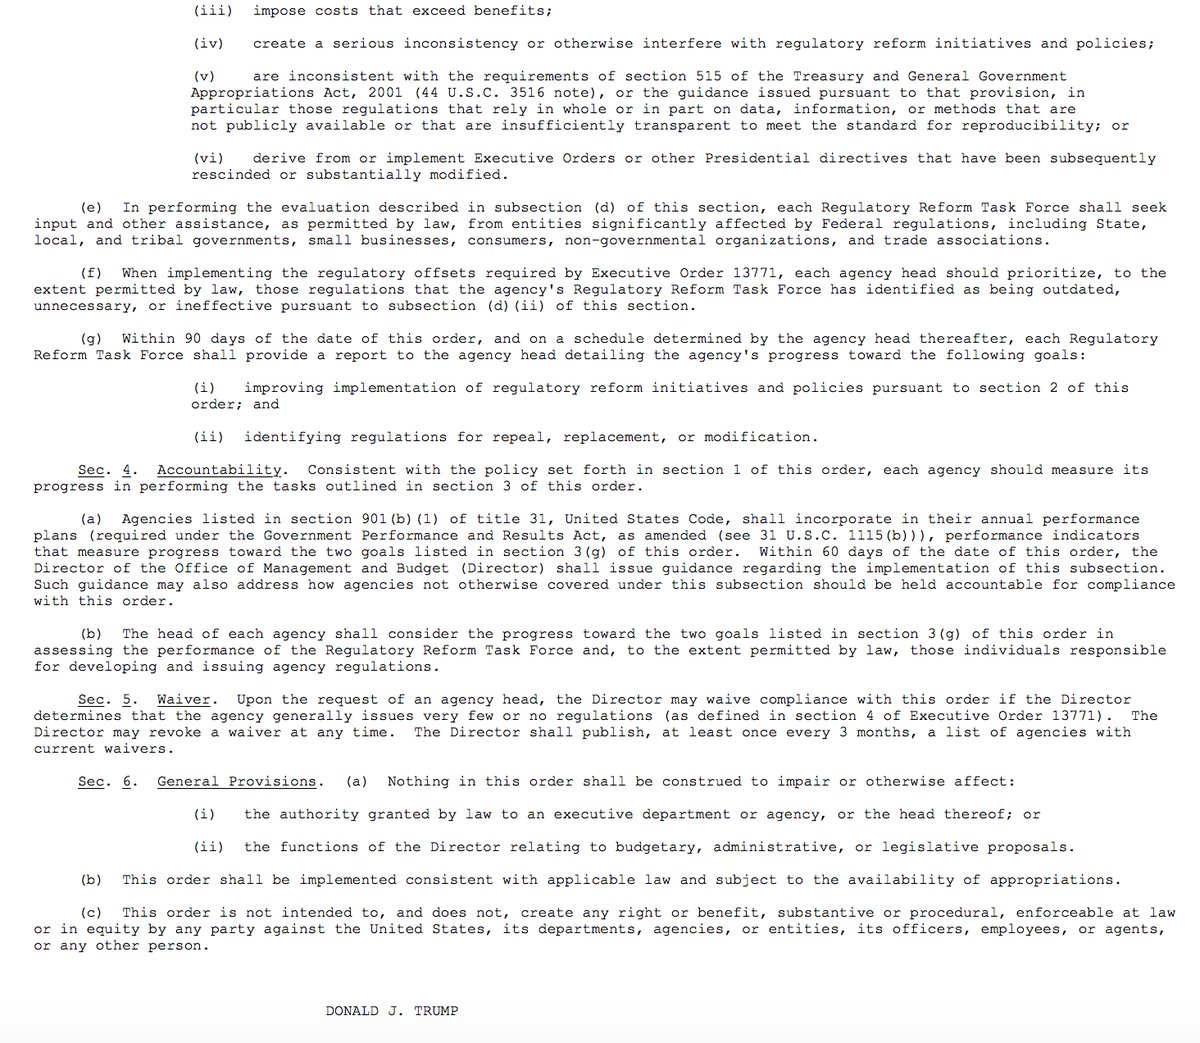 (iii) impose costs that exceed benefits;
(iv) create a serious inconsistency or otherwise interfere with regulatory reform initiatives and policies;
(v) are inconsistent with the requirements of section 515 of the Treasury and General Government
Appropriations Act, 2001 (44 U.S.C. 3516 note), or the guidance issued pursuant to that provision, in
particular those regulations that rely in whole or in part on data, information, or methods that are
not publicly available or that are insufficiently transparent to meet the standard for reproducibility; or
(vi) derive from or implement Executive Orders or other Presidential directives that have been subsequently
rescinded or substantially modified.
(e) In performing the evaluation described in subsection (d) of this section, each Regulatory Reform Task Force shall seek
input and other assistance, as permitted by law, from entities significantly affected by Federal regulations, including State,
local, and tribal governments, small businesses, consumers, non-governmental organizations, and trade associations.
(f) When implementing the regulatory offsets required by Executive Order 13771, each agency head should prioritize, to the
extent permitted by law, those regulations that the agency's Regulatory Reform Task Force has identified as being outdated,
unnecessary, or ineffective pursuant to subsection (d)(ii) of this section.
(g) Within 90 days of the date of this order, and on a schedule determined by the agency head thereafter, each Regulatory
Reform Task Force shall provide a report to the agency head detailing the agency's progress toward the following goals:
(i) improving implementation of regulatory reform initiatives and policies pursuant to section 2 of this
order; and
(ii) identifying regulations for repeal, replacement, or modification.
Sec. 4. Accountability. Consistent with the policy set forth in section 1 of this order, each agency should measure its
progress in performing the tasks outlined in section 3 of this order.
(a) Agencies listed in section 901(b)(1) of title 31, United States Code, shall incorporate in their annual performance
plans (required under the Government Performance and Results Act, as amended (see 31 U.S.C. 1115(b))), performance indicators
that measure progress toward the two goals listed in section 3(g) of this order. Within 60 days of the date of this order, the
Director of the Office of Management and Budget (Director) shall issue guidance regarding the implementation of this subsection.
Such guidance may also address how agencies not otherwise covered under this subsection should be held accountable for compliance
with this order.
(b) The head of each agency shall consider the progress toward the two goals listed in section 3(g) of this order in
assessing the performance of the Regulatory Reform Task Force and, to the extent permitted by law, those individuals responsible
for developing and issuing agency regulations.
Sec. 5. Waiver. Upon the request of an agency head, the Director may waive compliance with this order if the Director
determines that the agency generally issues very few or no regulations (as defined in section 4 of Executive Order 13771). The
Director may revoke a waiver at any time. The Director shall publish, at least once every 3 months, a list of agencies with
current waivers.
Sec. 6. General Provisions. (a) Nothing in this order shall be construed to impair or otherwise affect:
(i) the authority granted by law to an executive department or agency, or the head thereof; or
(ii) the functions of the Director relating to budgetary, administrative, or legislative proposals.
(b) This order shall be implemented consistent with applicable law and subject to the availability of appropriations.
(c) This order is not intended to, and does not, create any right or benefit, substantive or procedural, enforceable at law
or in equity by any party against the United States, its departments, agencies, or entities, its officers, employees, or agents,
or any other person.
DONALD J. TRUMP